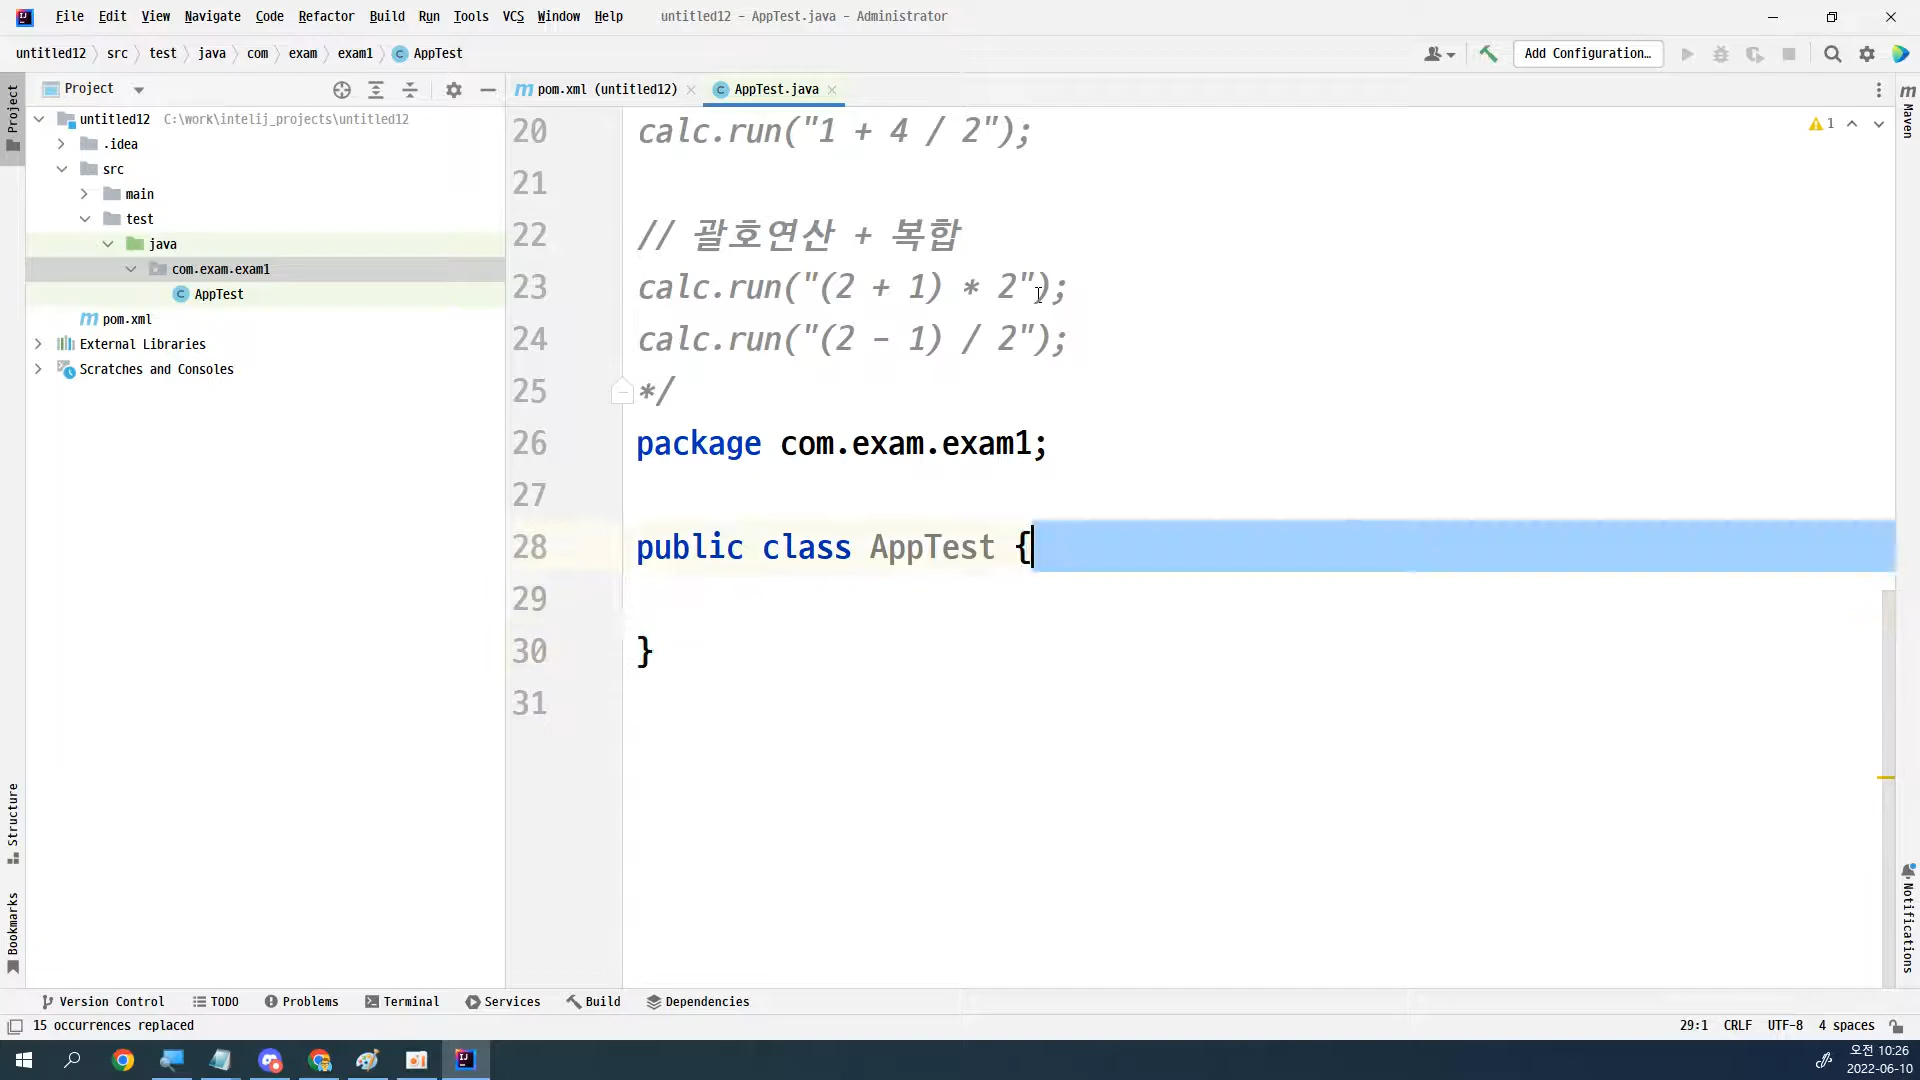 File Edit View Navigate Code Refactor Build Run Tools VCS Window Help untitled12 - AppTest.java - Administrator
untitled12 src test java com exam exam1 AppTest
Add Configuration...
Project
pom.xml (untitled12)
AppTest.java
Project
untitled12 C:\work\intelij_projects\untitled12
.idea
src
main
test
java
com.exam.exam1
AppTest
pom.xml
External Libraries
Scratches and Consoles
Structure
Bookmarks
1
20 calc.run("1 + 4 / 2");
21
22 // 괄호연산 + 복합
23 calc.run("(2 + 1) * 2");
24 calc.run("(2 - 1) / 2");
25 */
26 package com.exam.exam1;
27
28 public class AppTest {
29
30 }
31
Maven
Notifications
Version Control TODO Problems Terminal Services Build Dependencies
15 occurrences replaced
29:1 CRLF UTF-8 4 spaces
오전 10:26
2022-06-10